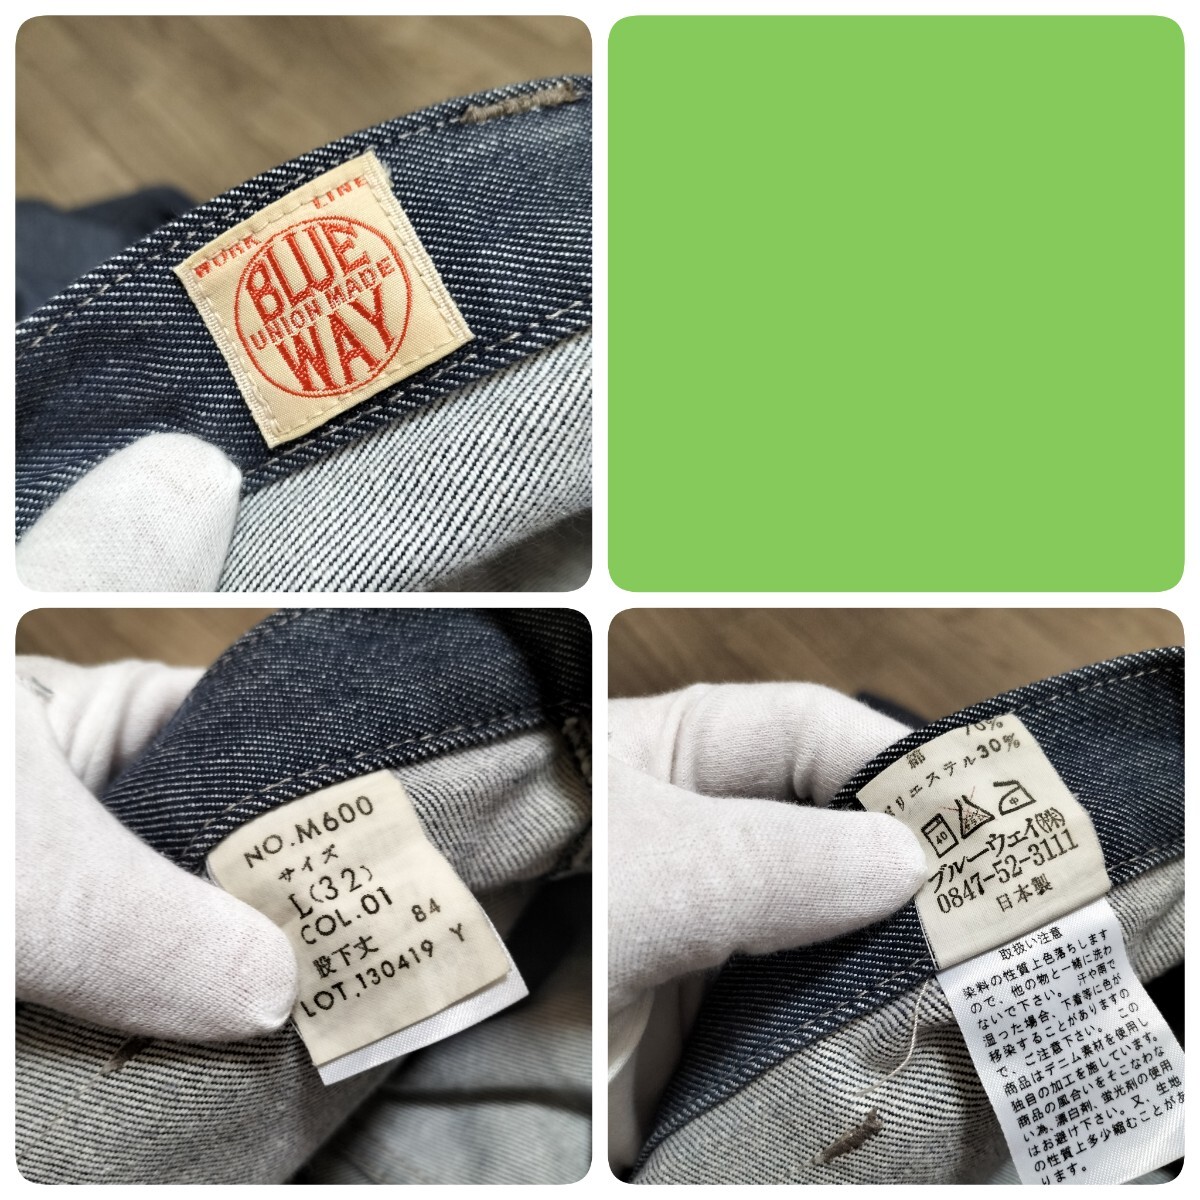 WORK LINE
BLUE
UNION MADE
WAY
NO.M600
サイズ
L(32)
COL.01
股下丈 84
LOT.130419 Y
綿 70%
ポリエステル30%
40
中
ブルーウェイ(株)
0847-52-3111
日本製
取扱い注意
染料の性質上色落ちします
ので、他の物と一緒に洗わ
ないで下さい。 汗や雨で
湿った場合、下着等に色が
移染することがありますの
で、ご注意下さい。 この
商品はデニム素材を使用し
独自の加工を施しています。
商品の風合いをそこなわな
い為、漂白剤、蛍光剤の使用
はお避け下さい。又、生地
の性質上多少縮むことがあ
ります。